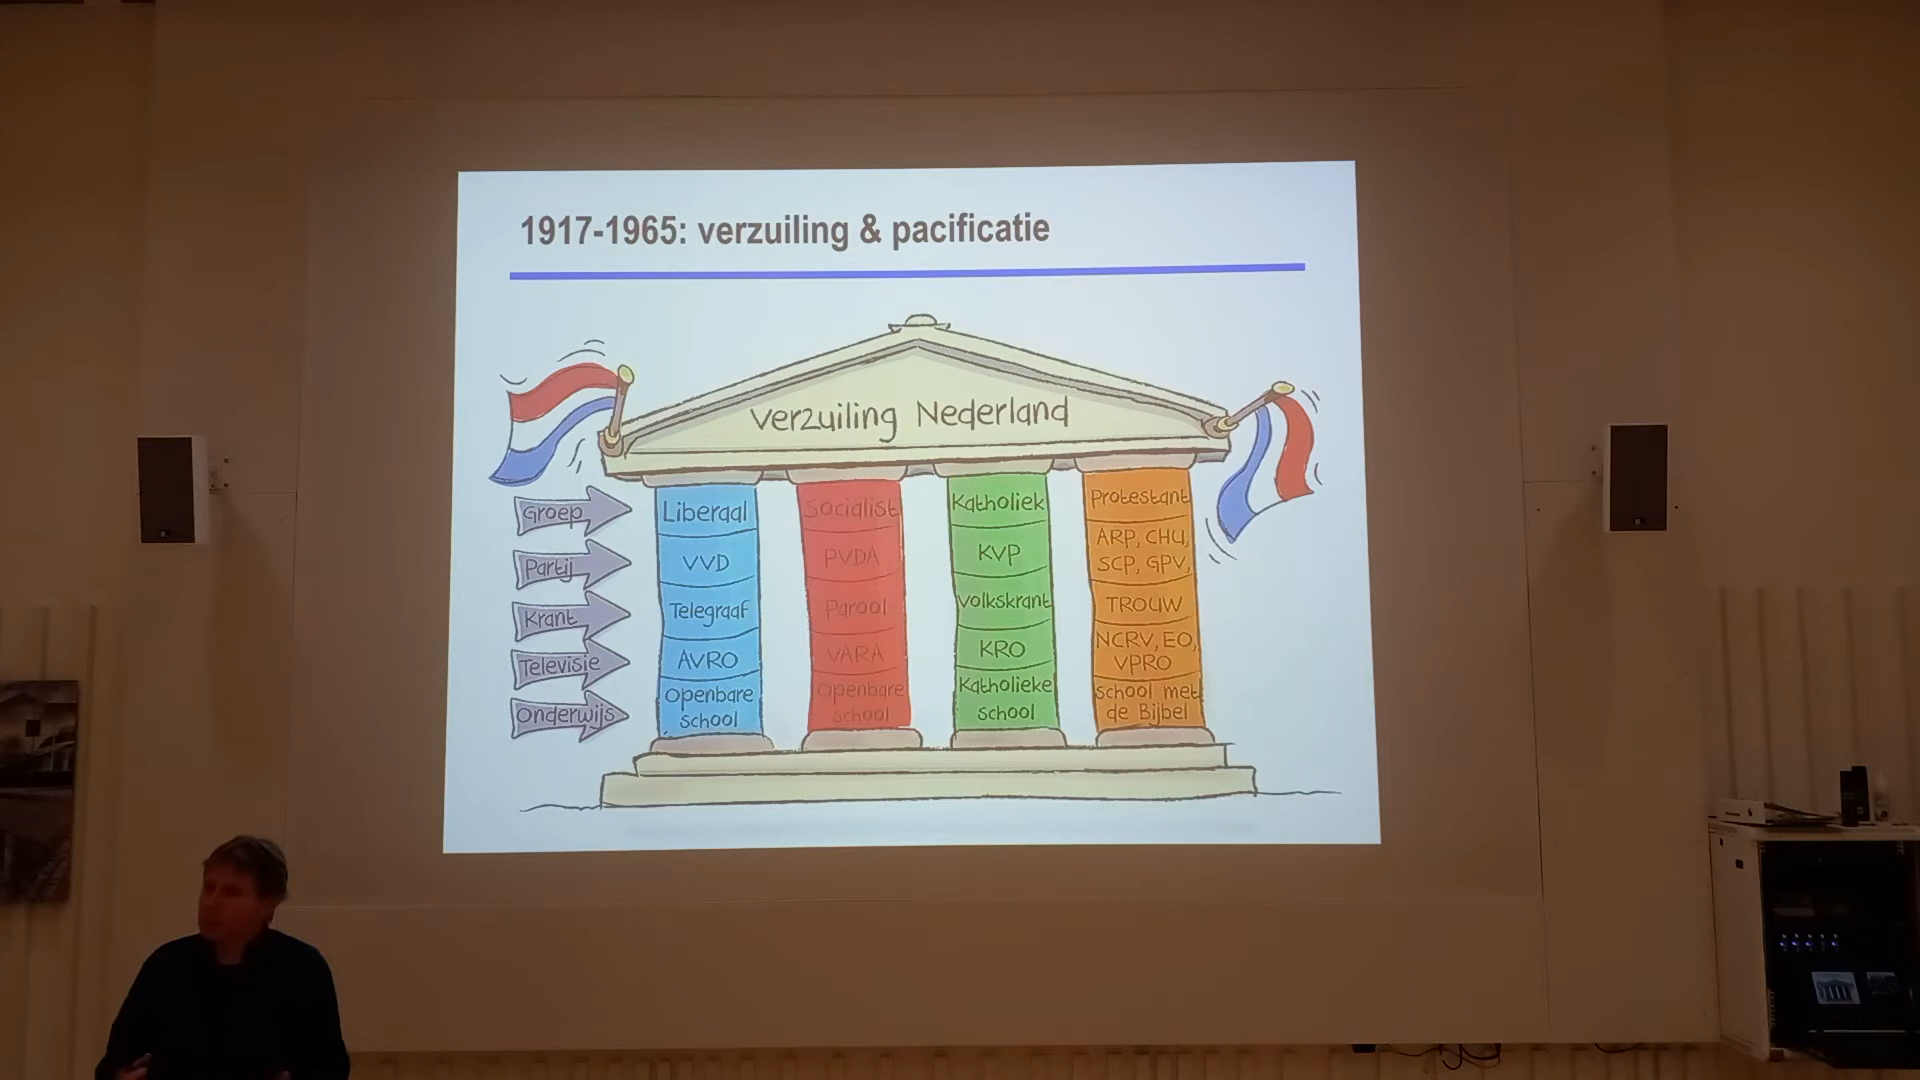 1917-1965: verzuiling & pacificatie
Verzuiling Nederland
Groep
Liberaal
Socialist
Katholiek
Protestant
Partij
VVD
PVDA
KVP
ARP, CHU,
SCP, GPV,
Krant
Telegraaf
Parool
Volkskrant
TROUW
Televisie
AVRO
VARA
KRO
NCRV, EO,
VPRO
Onderwijs
Openbare
school
Openbare
school
Katholieke
school
School met
de Bijbel